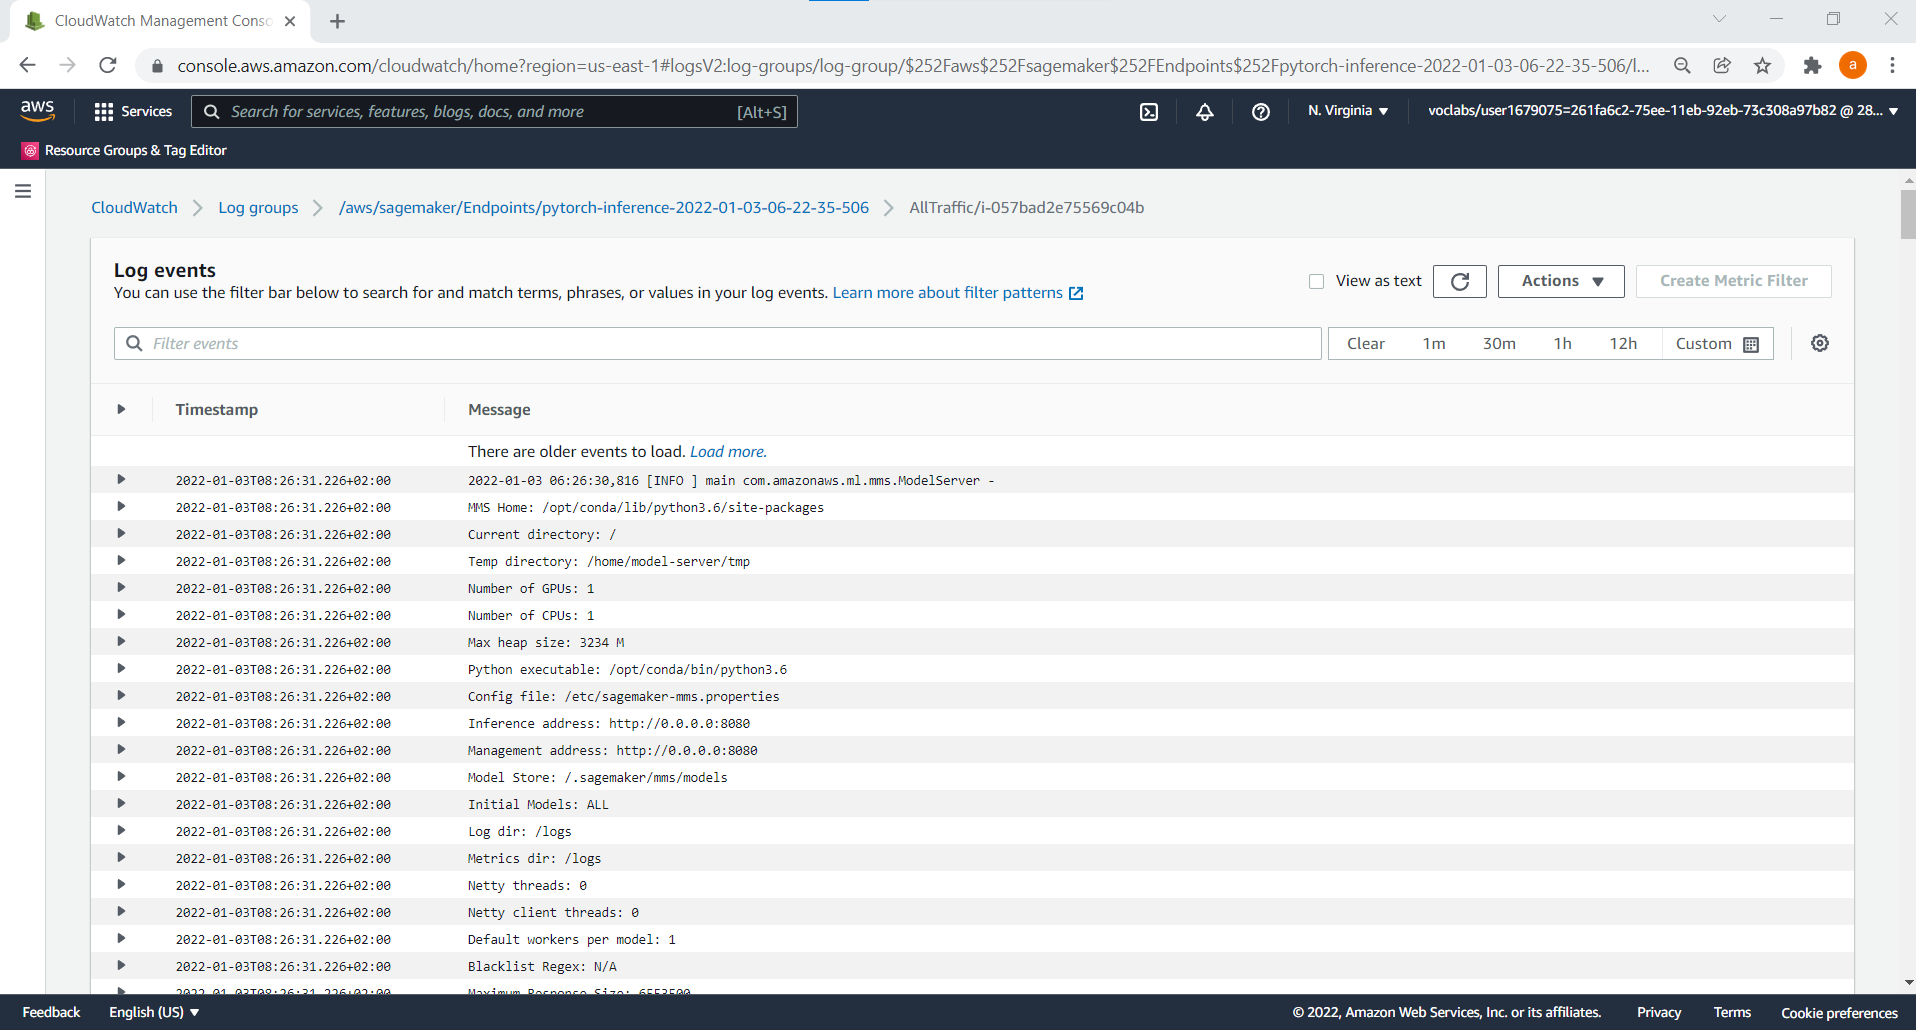 CloudWatch Management Conso
console.aws.amazon.com/cloudwatch/home?region=us-east-1#logsV2:log-groups/log-group/$252Faws$252Fsagemaker$252FEndpoints$252Fpytorch-inference-2022-01-03-06-22-35-506/l...
a
aws Services Search for services, features, blogs, docs, and more [Alt+S] N. Virginia voclabs/user1679075=261fa6c2-75ee-11eb-92eb-73c308a97b82 @ 28...
Resource Groups & Tag Editor
CloudWatch Log groups /aws/sagemaker/Endpoints/pytorch-inference-2022-01-03-06-22-35-506 AllTraffic/i-057bad2e75569c04b
Log events
You can use the filter bar below to search for and match terms, phrases, or values in your log events. Learn more about filter patterns
View as text Actions Create Metric Filter
Filter events Clear 1m 30m 1h 12h Custom
Timestamp Message
There are older events to load. Load more.
2022-01-03T08:26:31.226+02:00 2022-01-03 06:26:30,816 [INFO ] main com.amazonaws.ml.mms.ModelServer -
2022-01-03T08:26:31.226+02:00 MMS Home: /opt/conda/lib/python3.6/site-packages
2022-01-03T08:26:31.226+02:00 Current directory: /
2022-01-03T08:26:31.226+02:00 Temp directory: /home/model-server/tmp
2022-01-03T08:26:31.226+02:00 Number of GPUs: 1
2022-01-03T08:26:31.226+02:00 Number of CPUs: 1
2022-01-03T08:26:31.226+02:00 Max heap size: 3234 M
2022-01-03T08:26:31.226+02:00 Python executable: /opt/conda/bin/python3.6
2022-01-03T08:26:31.226+02:00 Config file: /etc/sagemaker-mms.properties
2022-01-03T08:26:31.226+02:00 Inference address: http://0.0.0.0:8080
2022-01-03T08:26:31.226+02:00 Management address: http://0.0.0.0:8080
2022-01-03T08:26:31.226+02:00 Model Store: /.sagemaker/mms/models
2022-01-03T08:26:31.226+02:00 Initial Models: ALL
2022-01-03T08:26:31.226+02:00 Log dir: /logs
2022-01-03T08:26:31.226+02:00 Metrics dir: /logs
2022-01-03T08:26:31.226+02:00 Netty threads: 0
2022-01-03T08:26:31.226+02:00 Netty client threads: 0
2022-01-03T08:26:31.226+02:00 Default workers per model: 1
2022-01-03T08:26:31.226+02:00 Blacklist Regex: N/A
2022-01-03T08:26:31.226+02:00 Maximum Response Size: 6553500
Feedback English (US) © 2022, Amazon Web Services, Inc. or its affiliates. Privacy Terms Cookie preferences